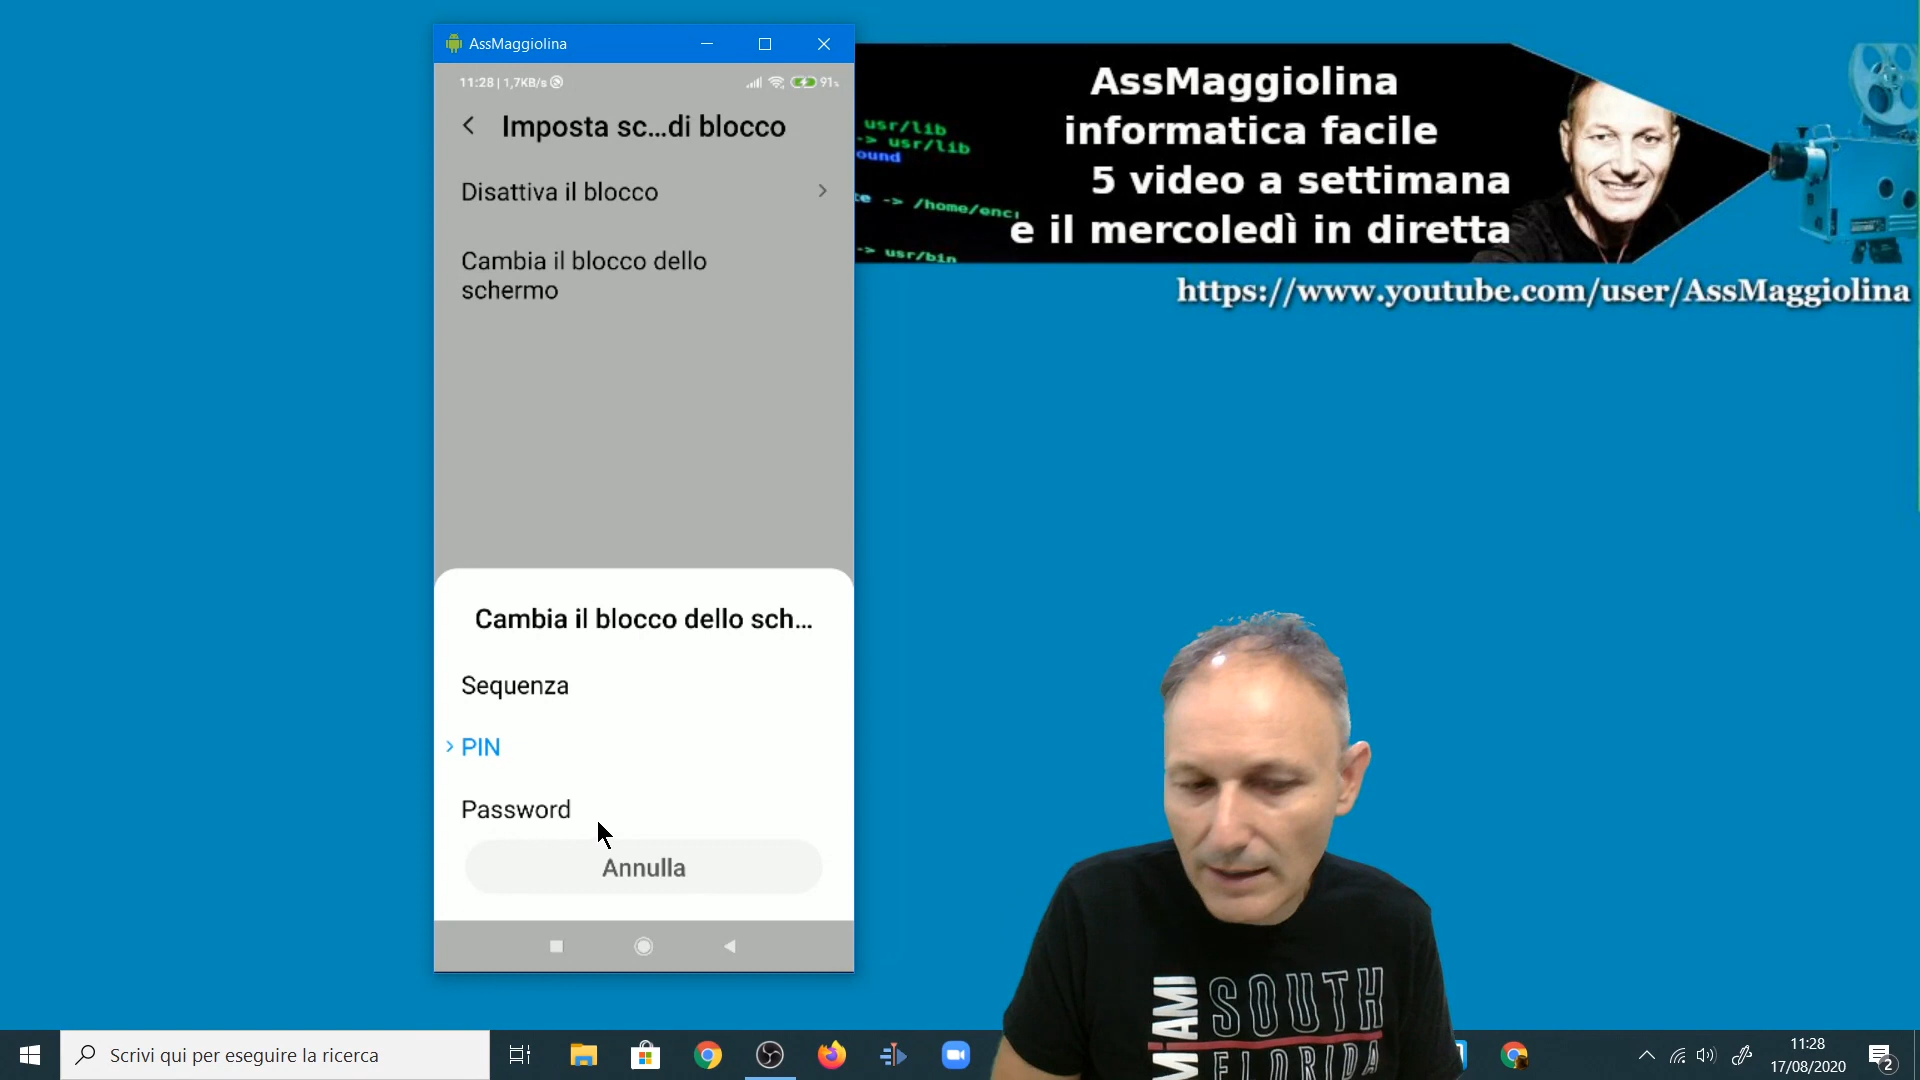 AssMaggiolina
11:28 | 1,7KB/s
91%
Imposta sc...di blocco
Disattiva il blocco
Cambia il blocco dello
schermo
Cambia il blocco dello sch...
Sequenza
PIN
Password
Annulla
usr/lib
-> usr/lib
ound
-> /home/enc
-> usr/bin
AssMaggiolina
informatica facile
5 video a settimana
e il mercoledì in diretta
https://www.youtube.com/user/AssMaggiolina
MIAMI
SOUTH
FLORIDA
Scrivi qui per eseguire la ricerca
11:28
17/08/2020
2